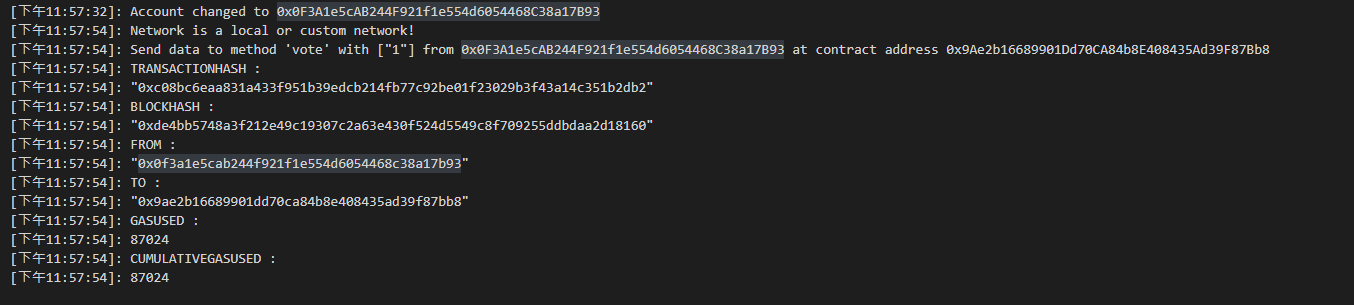 [下午11:57:32]: Account changed to 0x0F3A1e5cAB244F921f1e554d6054468C38a17B93
[下午11:57:54]: Network is a local or custom network!
[下午11:57:54]: Send data to method 'vote' with ["1"] from 0x0F3A1e5cAB244F921f1e554d6054468C38a17B93 at contract address 0x9Ae2b16689901Dd70CA84b8E408435Ad39F87Bb8
[下午11:57:54]: TRANSACTIONHASH :
[下午11:57:54]: "0xc08bc6eaa831a433f951b39edcb214fb77c92be01f23029b3f43a14c351b2db2"
[下午11:57:54]: BLOCKHASH :
[下午11:57:54]: "0xde4bb5748a3f212e49c19307c2a63e430f524d5549c8f709255ddbdaa2d18160"
[下午11:57:54]: FROM :
[下午11:57:54]: "0x0f3a1e5cab244f921f1e554d6054468c38a17b93"
[下午11:57:54]: TO :
[下午11:57:54]: "0x9ae2b16689901dd70ca84b8e408435ad39f87bb8"
[下午11:57:54]: GASUSED :
[下午11:57:54]: 87024
[下午11:57:54]: CUMULATIVEGASUSED :
[下午11:57:54]: 87024